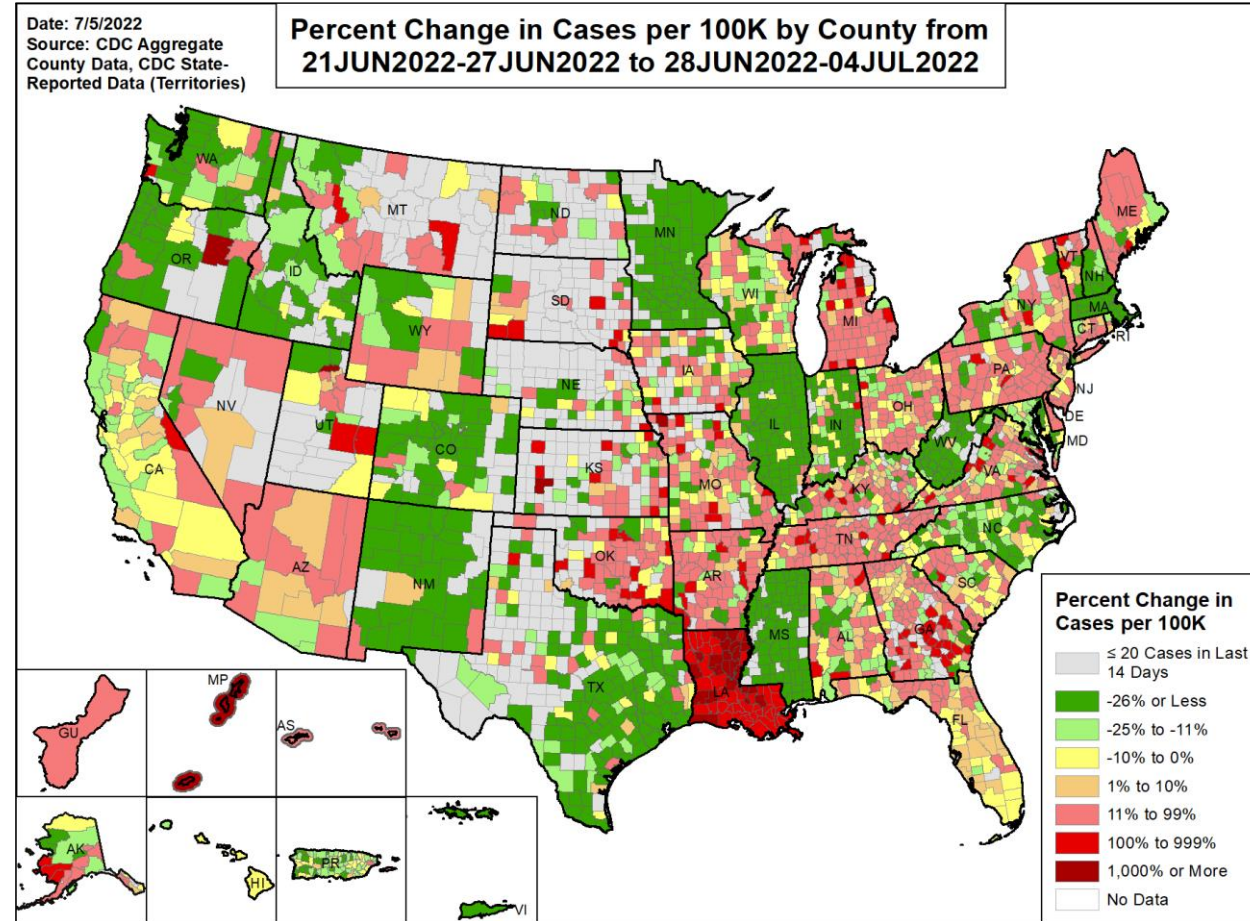 Date: 7/5/2022
Source: CDC Aggregate
County Data, CDC State-
Reported Data (Territories)
Percent Change in Cases per 100K by County from
21JUN2022-27JUN2022 to 28JUN2022-04JUL2022
WA
MT
ND
MN
ME
OR
ID
WY
SD
WI
MI
VT
NH
NY
MA
CT
RI
NV
UT
CO
NE
IA
IL
IN
OH
PA
NJ
DE
MD
CA
KS
MO
KY
WV
VA
AZ
NM
OK
AR
TN
NC
SC
TX
LA
MS
AL
GA
FL
GU
MP
AS
AK
HI
PR
VI
Percent Change in
Cases per 100K
≤ 20 Cases in Last
14 Days
-26% or Less
-25% to -11%
-10% to 0%
1% to 10%
11% to 99%
100% to 999%
1,000% or More
No Data